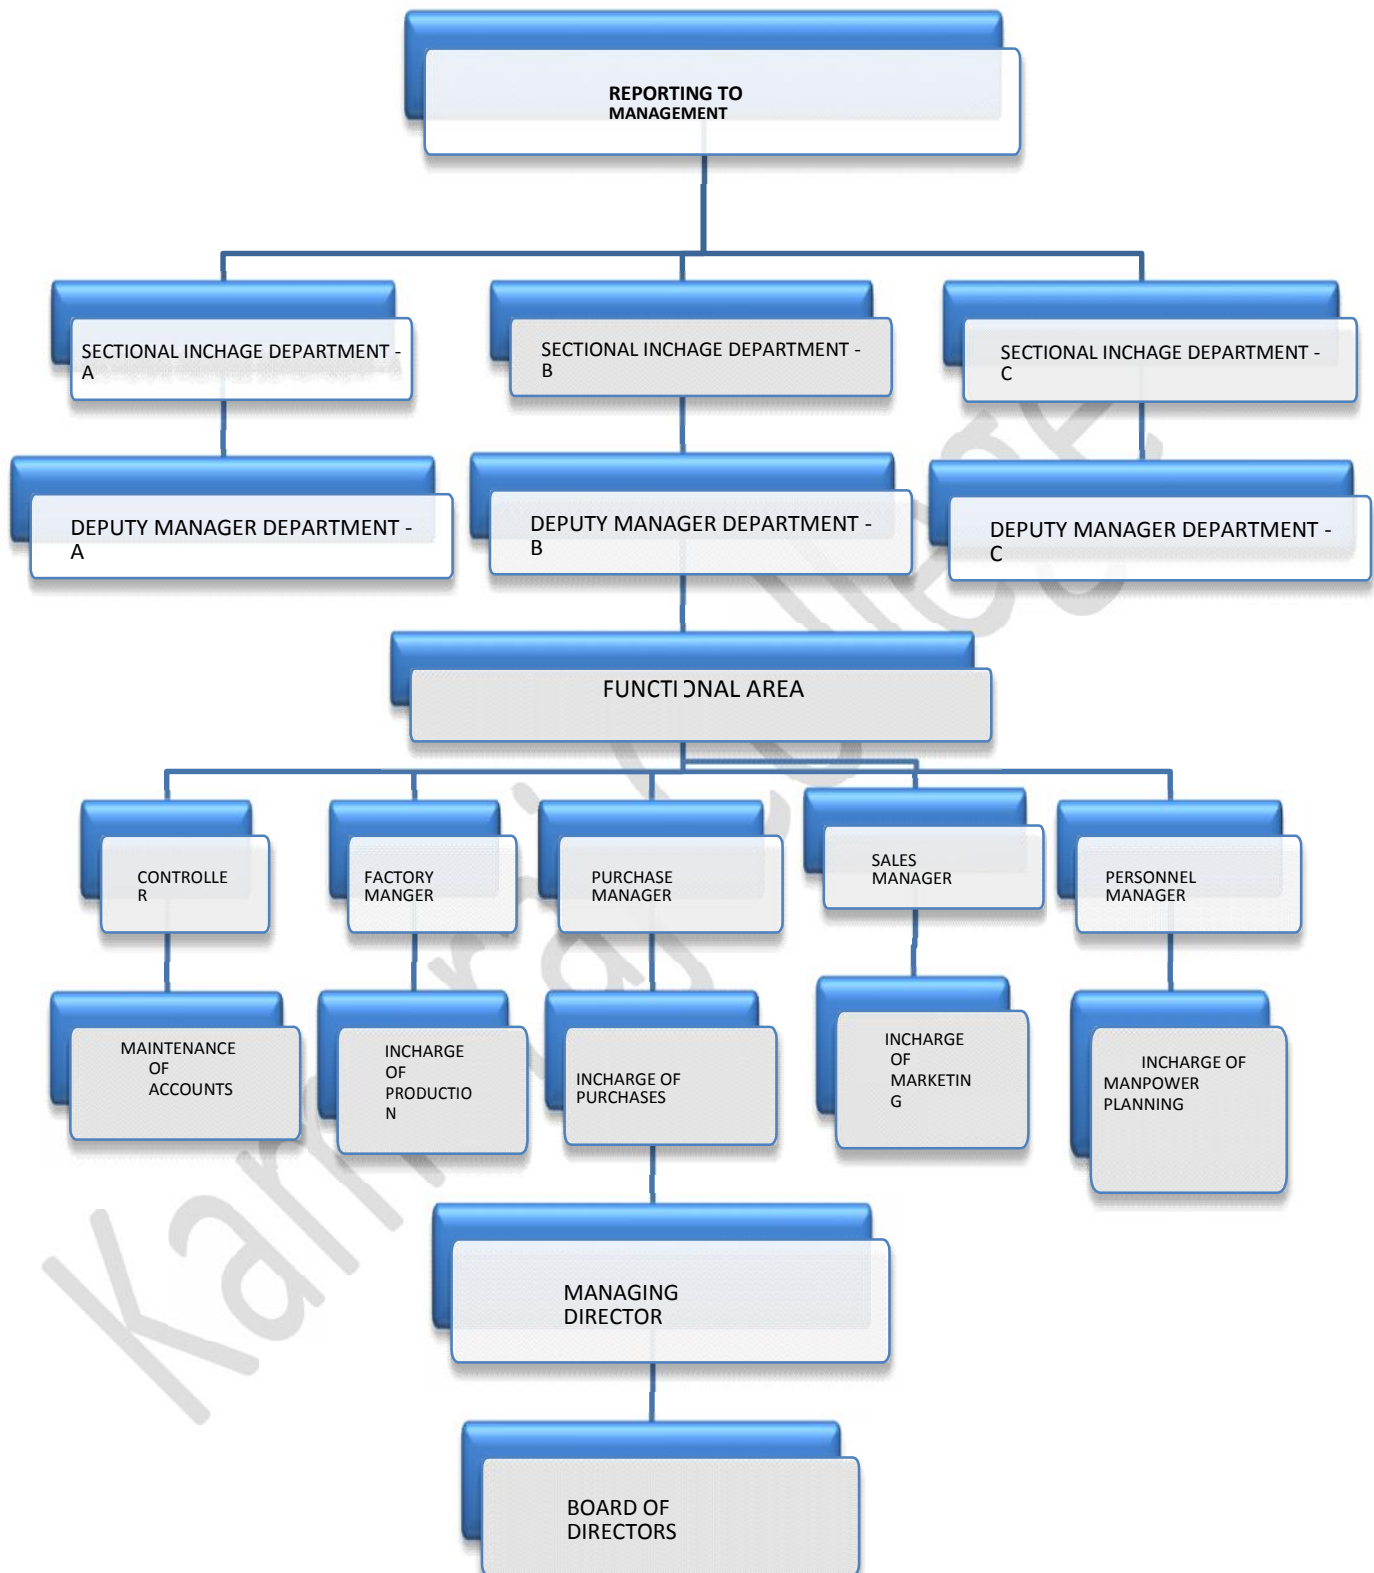 REPORTING TO
MANAGEMENT
SECTIONAL INCHAGE DEPARTMENT -
A
SECTIONAL INCHAGE DEPARTMENT -
B
SECTIONAL INCHAGE DEPARTMENT -
C
DEPUTY MANAGER DEPARTMENT -
A
DEPUTY MANAGER DEPARTMENT -
B
DEPUTY MANAGER DEPARTMENT -
C
FUNCTIONAL AREA
CONTROLLE
R
FACTORY
MANGER
PURCHASE
MANAGER
SALES
MANAGER
PERSONNEL
MANAGER
MAINTENANCE
OF
ACCOUNTS
INCHARGE
OF
PRODUCTIO
N
INCHARGE OF
PURCHASES
INCHARGE
OF
MARKETIN
G
INCHARGE OF
MANPOWER
PLANNING
MANAGING
DIRECTOR
BOARD OF
DIRECTORS